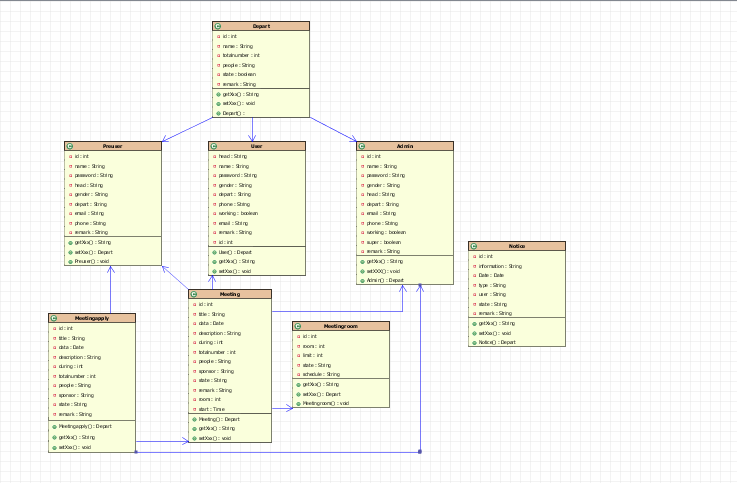 Depart
id : int
name : String
totalnumber : int
people : String
state : boolean
remark : String
getXxx() : String
setXxx() : void
Depart() :
Preuser
id : int
name : String
password : String
head : String
gender : String
depart : String
email : String
phone : String
remark : String
getXxx() : String
setXxx() : Depart
Preuser() : void
User
head : String
name : String
password : String
gender : String
depart : String
phone : String
working : boolean
email : String
remark : String
id : int
User() : Depart
getXxx() : String
setXxx() : void
Admin
id : int
name : String
password : String
gender : String
head : String
depart : String
email : String
phone : String
working : boolean
super : boolean
remark : String
getXxx() : String
setXXX() : void
Admin() : Depart
Notice
id : int
information : String
Date : Date
type : String
user : String
state : String
remark : String
getXxx() : String
setXxx() : void
Notice() : Depart
Meeting
id : int
title : String
data : Date
description : String
during : int
totalnumber : int
people : String
sponsor : String
state : String
remark : String
room : int
start : Time
Meeting() : Depart
getXxx() : String
setXxx() : void
Meetingapply
id : int
title : String
data : Date
description : String
during : int
totalnumber : int
people : String
sponsor : String
state : String
remark : String
Meetingapply() : Depart
getXxx() : String
setXxx() : void
Meetingroom
id : int
room : int
limit : int
state : String
schedule : String
getXxx() : String
setXxx() : Depart
Meetingroom() : void